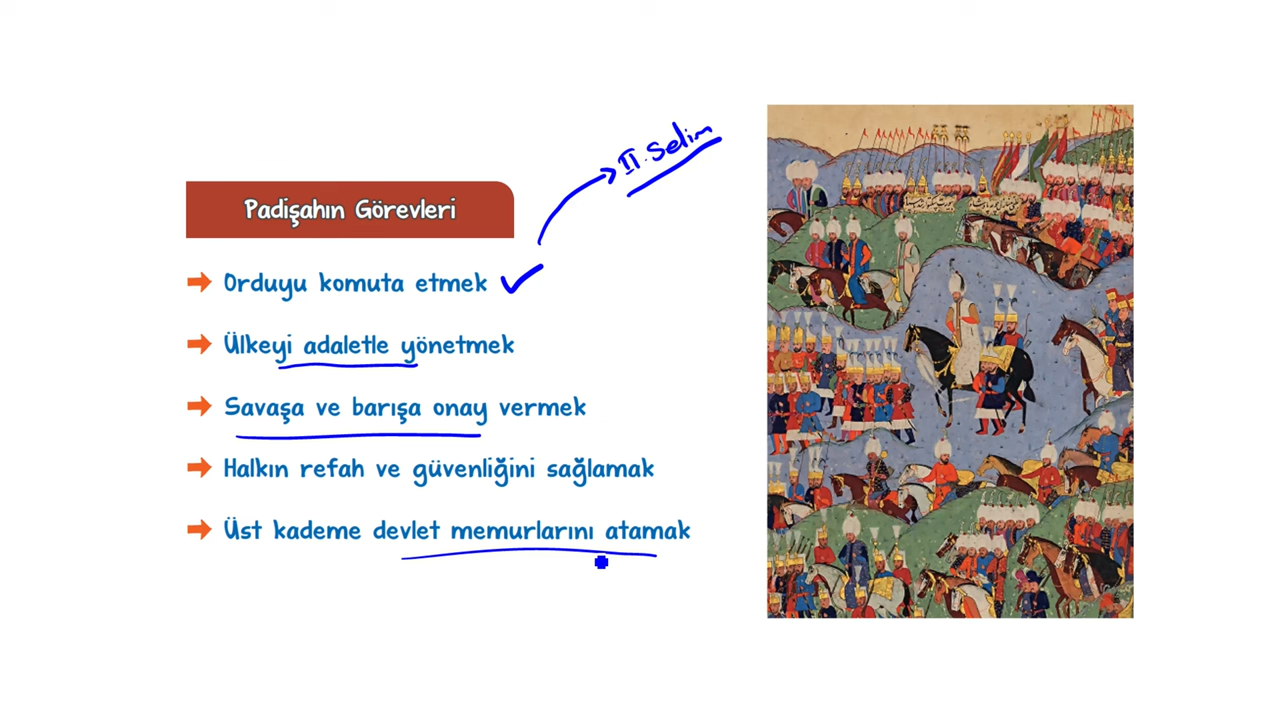 II. Selim
Padişahın Görevleri
Orduyu komuta etmek
Ülkeyi adaletle yönetmek
Savaşa ve barışa onay vermek
Halkın refah ve güvenliğini sağlamak
Üst kademe devlet memurlarını atamak